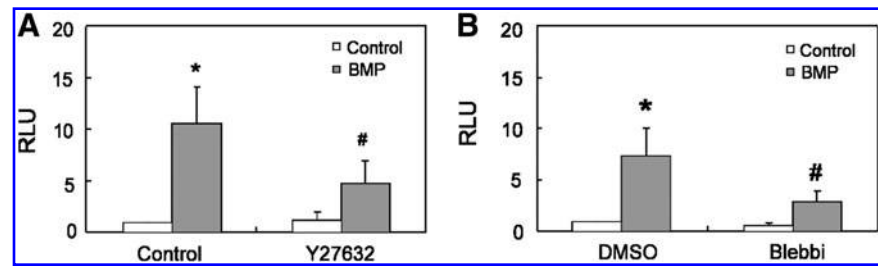 A
20
15
10
5
0
RLU
Control
BMP
*
#
Control
Y27632
B
20
15
10
5
0
RLU
Control
BMP
*
#
DMSO
Blebbi